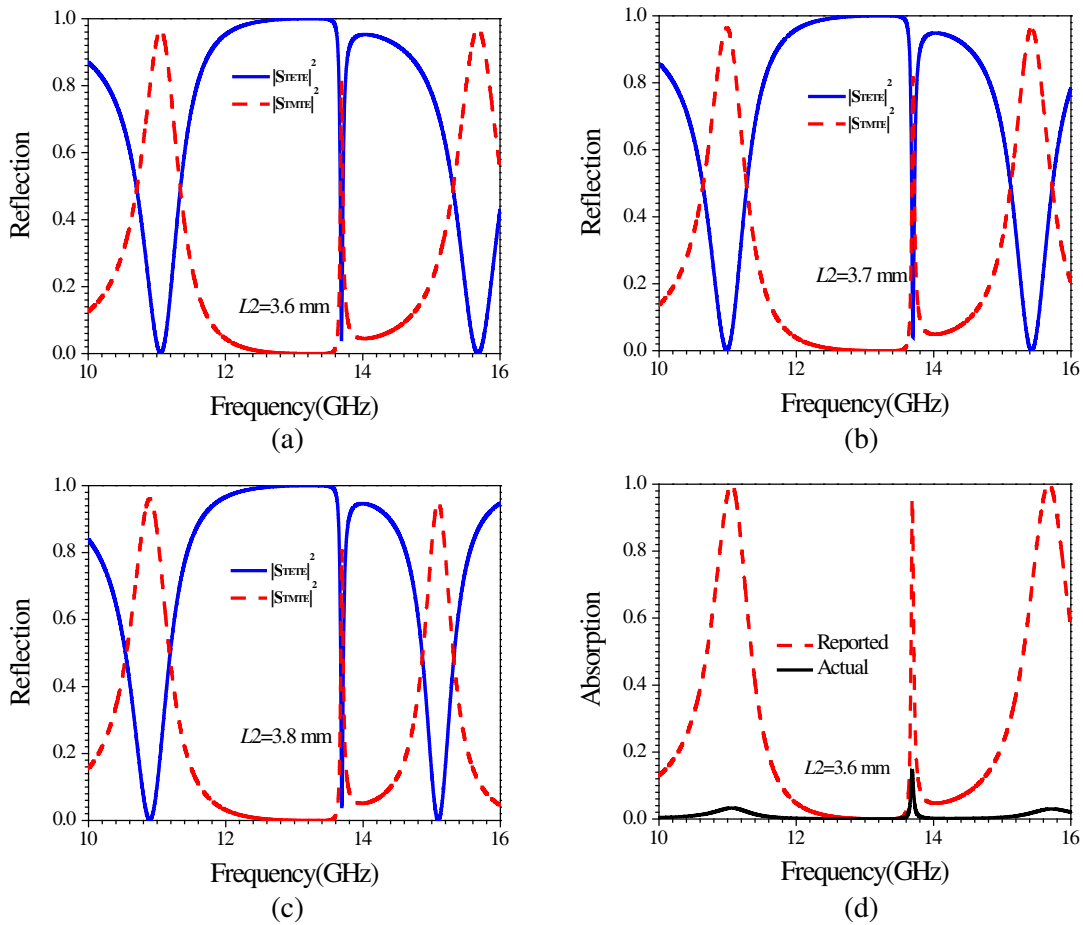 1.0
0.8
0.6
0.4
0.2
0.0
Reflection
|STETE|²
|STMTE|²
L2=3.6 mm
10 12 14 16
Frequency(GHz)
(a)
1.0
0.8
0.6
0.4
0.2
0.0
Reflection
|STETE|²
|STMTE|²
L2=3.7 mm
10 12 14 16
Frequency(GHz)
(b)
1.0
0.8
0.6
0.4
0.2
0.0
Reflection
|STETE|²
|STMTE|²
L2=3.8 mm
10 12 14 16
Frequency(GHz)
(c)
1.0
0.8
0.6
0.4
0.2
0.0
Absorption
Reported
Actual
L2=3.6 mm
10 12 14 16
Frequency(GHz)
(d)